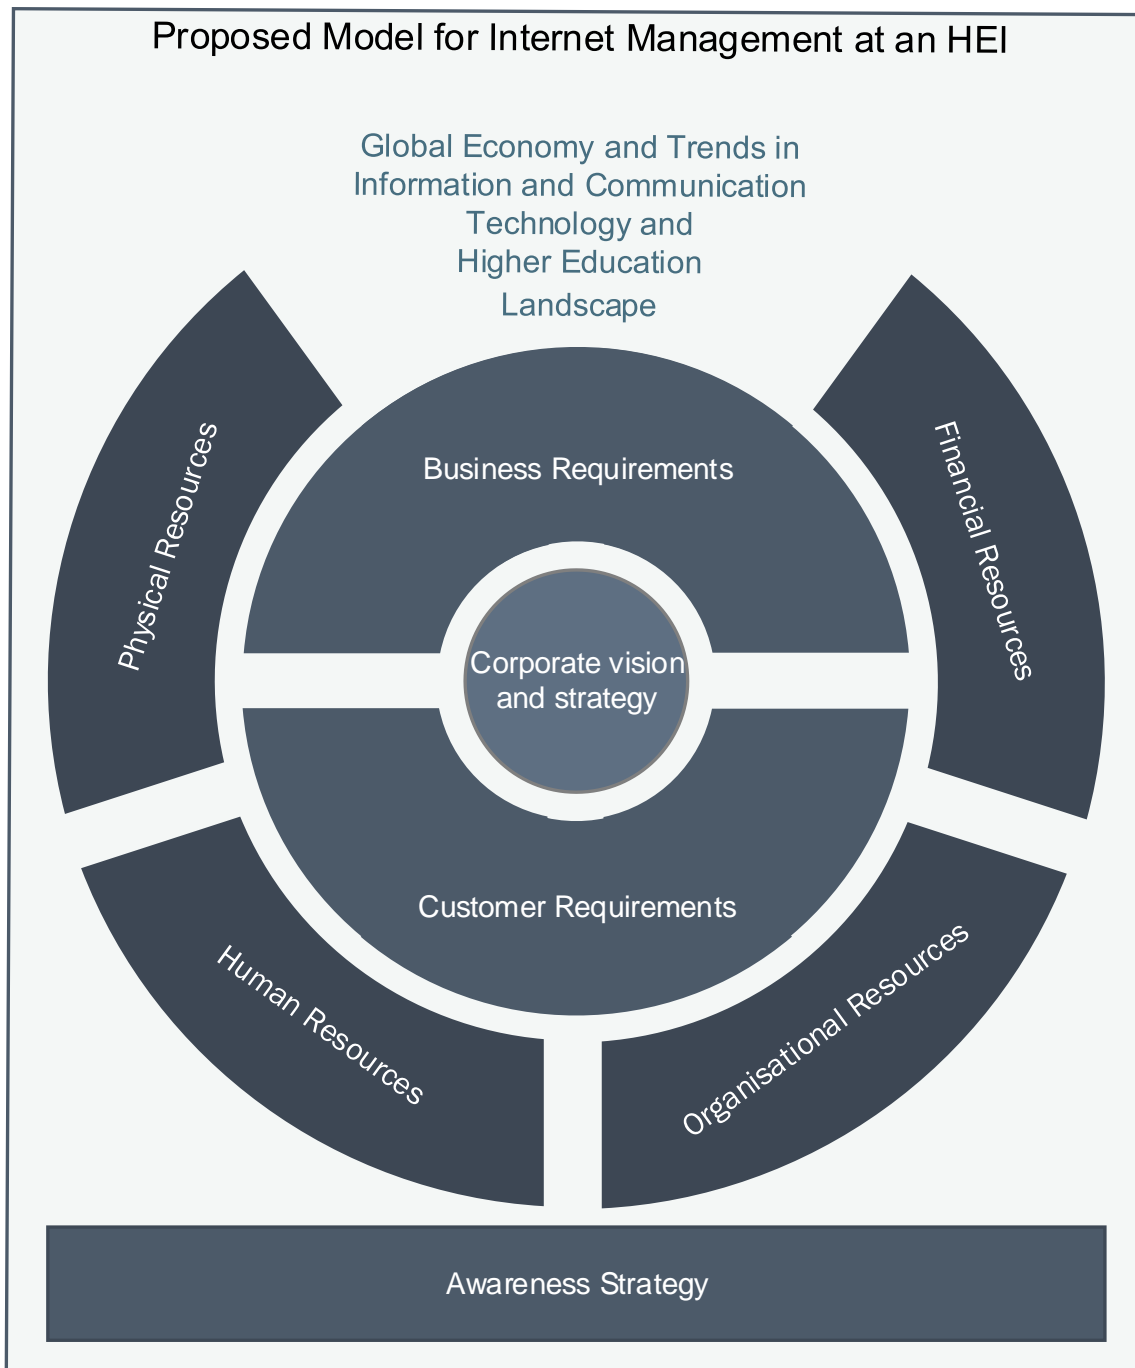 Proposed Model for Internet Management at an HEI
Global Economy and Trends in
Information and Communication
Technology and
Higher Education
Landscape
Physical Resources
Business Requirements
Financial Resources
Corporate vision
and strategy
Customer Requirements
Human Resources
Organisational Resources
Awareness Strategy